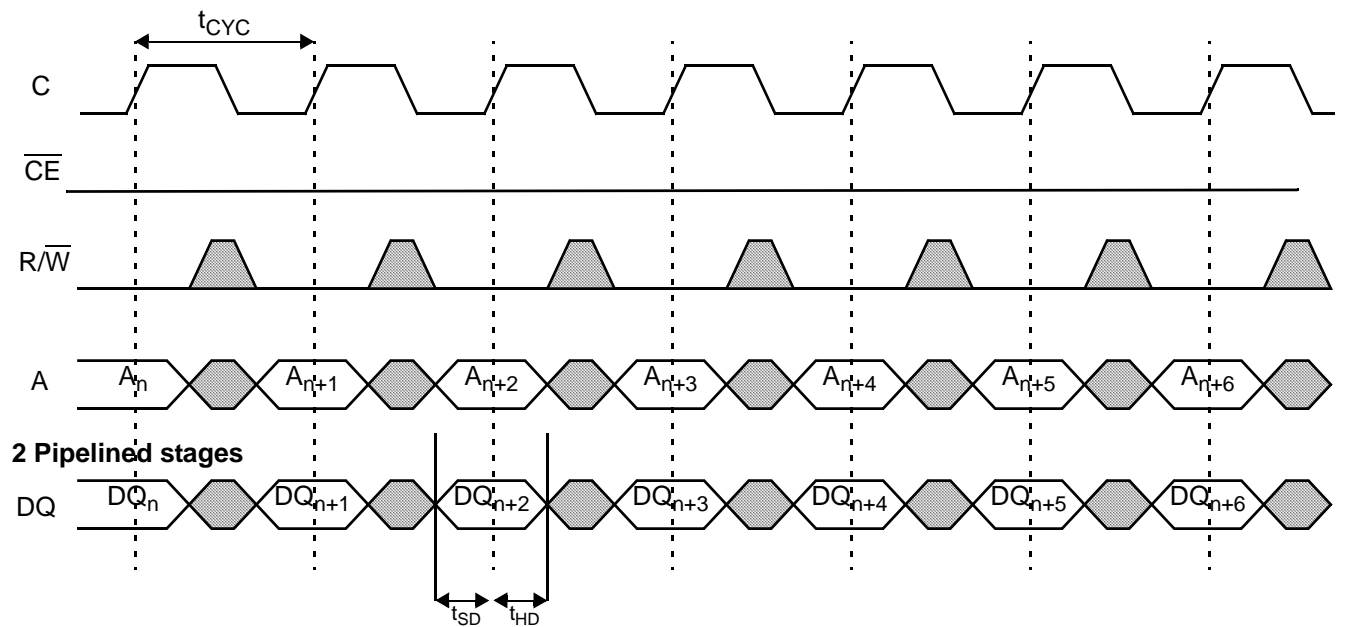 tCYC
C
CE
R/W
A
An An+1 An+2 An+3 An+4 An+5 An+6
2 Pipelined stages
DQ
DQn DQn+1 DQn+2 DQn+3 DQn+4 DQn+5 DQn+6
tSD tHD